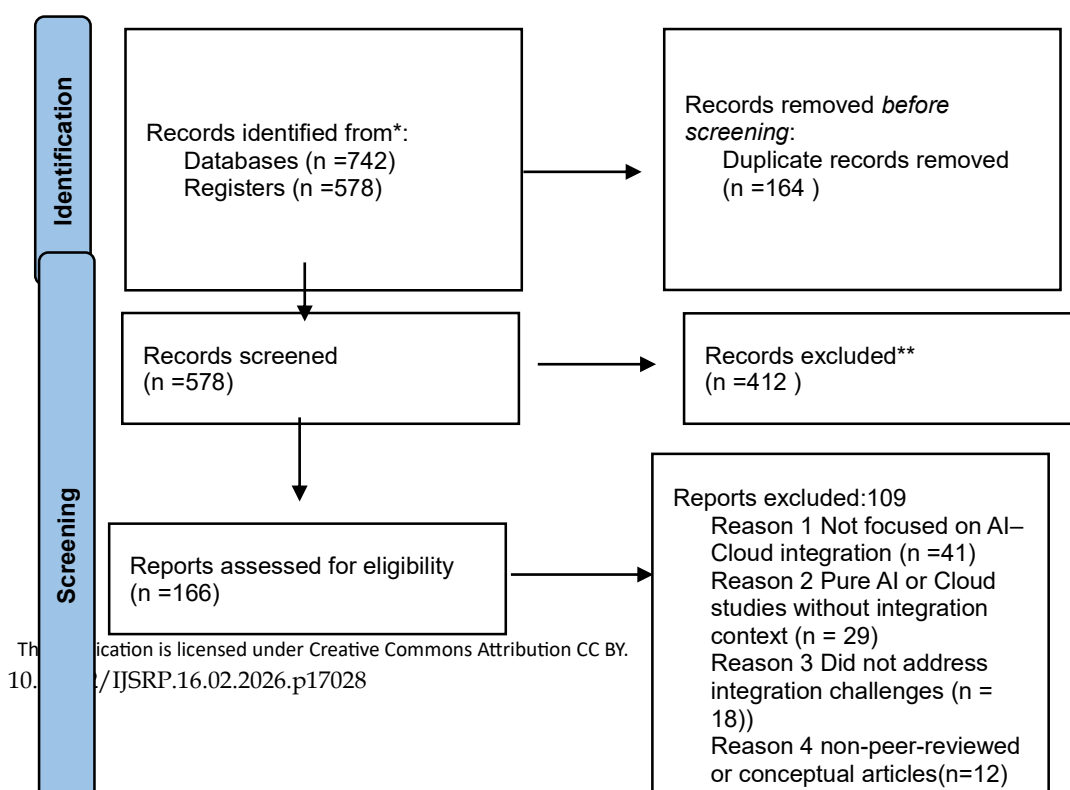 Identification
Records identified from*:
Databases (n =742)
Registers (n =578)
Records removed before
screening:
Duplicate records removed
(n =164 )
Screening
Records screened
(n =578)
Records excluded**
(n =412 )
Reports assessed for eligibility
(n =166)
Reports excluded:109
Reason 1 Not focused on AI–
Cloud integration (n =41)
Reason 2 Pure AI or Cloud
studies without integration
context (n = 29)
Reason 3 Did not address
integration challenges (n =
18))
Reason 4 non-peer-reviewed
or conceptual articles(n=12)
is licensed under Creative Commons Attribution CC BY.
/IJSRP.16.02.2026.p17028